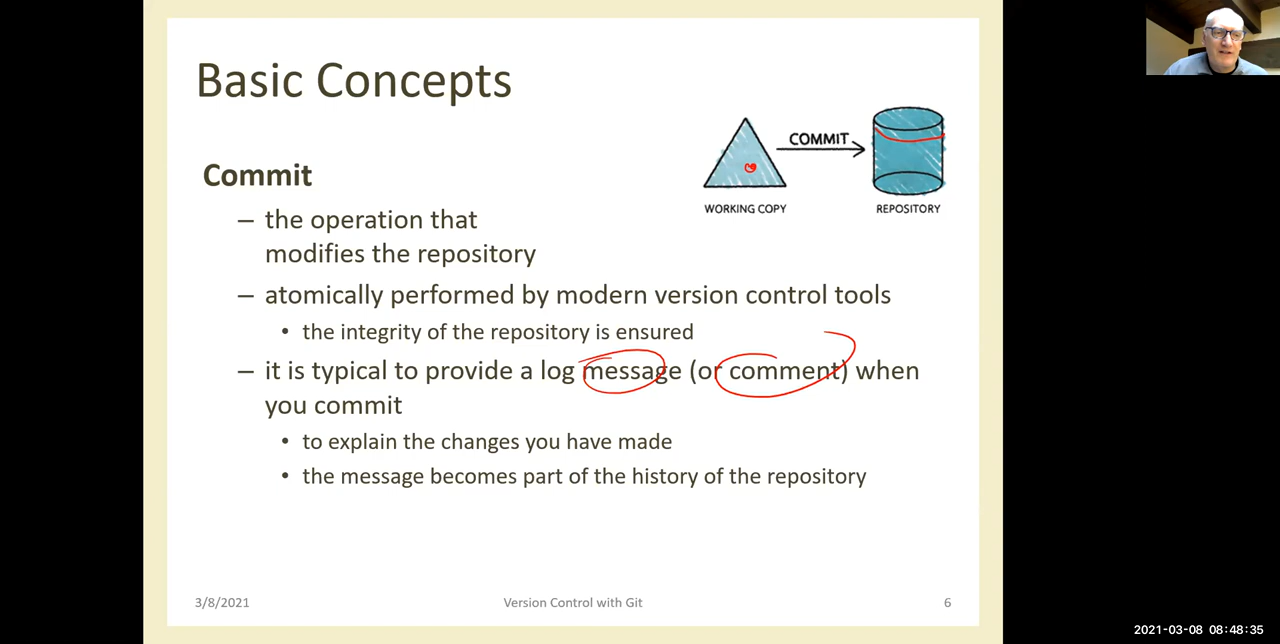 Basic Concepts
COMMIT
WORKING COPY
REPOSITORY
Commit
– the operation that
modifies the repository
– atomically performed by modern version control tools
• the integrity of the repository is ensured
– it is typical to provide a log message (or comment) when
you commit
• to explain the changes you have made
• the message becomes part of the history of the repository
3/8/2021
Version Control with Git
6
2021-03-08 08:48:35